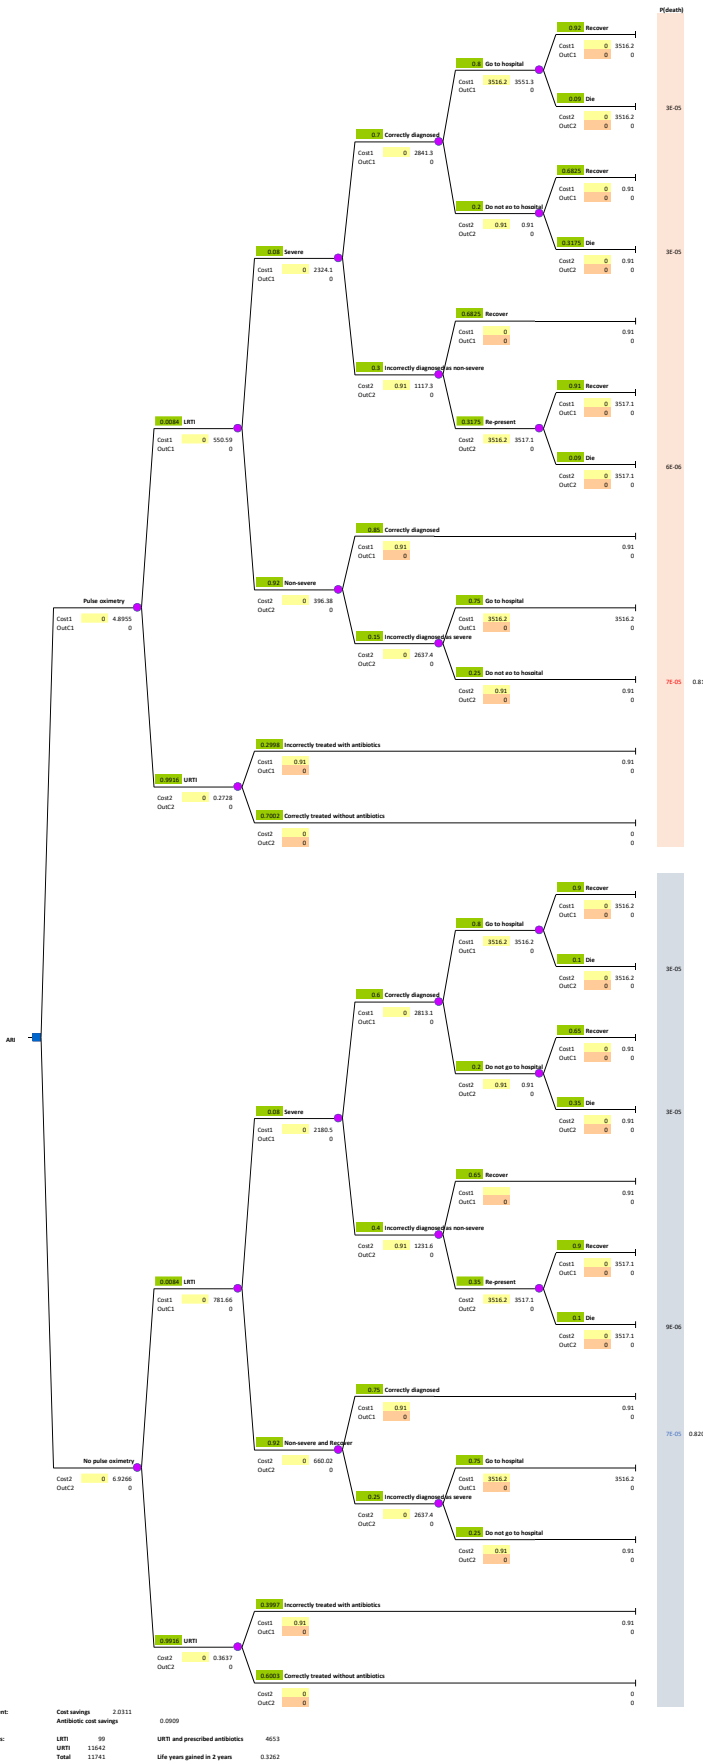 P(death)
0.92 Recover
Cost1 0 3516.2
OutC1 0 0
0.8 Go to hospital
Cost1 3516.2 3551.3
OutC1 0
0.09 Die
Cost2 0 3516.2
OutC2 0 0
3E-05
0.7 Correctly diagnosed
Cost1 0 2841.3
OutC1 0
0.6825 Recover
Cost1 0 0.91
OutC1 0 0
0.2 Do not go to hospital
Cost2 0.91 0.91
OutC2 0
0.3175 Die
Cost2 0 0.91
OutC2 0 0
3E-05
0.08 Severe
Cost1 0 2324.1
OutC1 0
0.6825 Recover
Cost1 0 0.91
OutC1 0 0
0.3 Incorrectly diagnosed as non-severe
Cost2 0.91 1117.3
OutC2 0
0.91 Recover
Cost1 0 3517.1
OutC1 0 0
0.3175 Re-present
Cost2 3516.2 3517.1
OutC2 0
0.09 Die
Cost2 0 3517.1
OutC2 0 0
6E-06
0.0084 LRTI
Cost1 0 550.59
OutC1 0
0.85 Correctly diagnosed
Cost1 0.91 0.91
OutC1 0 0
0.92 Non-severe
Cost2 0 396.38
OutC2 0
0.75 Go to hospital
Cost1 3516.2 3516.2
OutC1 0 0
0.15 Incorrectly diagnosed as severe
Cost2 0 2637.4
OutC2 0
0.25 Do not go to hospital
Cost2 0.91 0.91
OutC2 0 0
7E-05
Pulse oximetry
Cost1 0 4.8955
OutC1 0
0.2998 Incorrectly treated with antibiotics
Cost1 0.91 0.91
OutC1 0 0
0.9916 URTI
Cost2 0 0.2728
OutC2 0
0.7002 Correctly treated without antibiotics
Cost2 0 0
OutC2 0 0
0.9 Recover
Cost1 0 3516.2
OutC1 0 0
0.8 Go to hospital
Cost1 3516.2 3516.2
OutC1 0
0.1 Die
Cost2 0 3516.2
OutC2 0 0
3E-05
0.6 Correctly diagnosed
Cost1 0 2813.1
OutC1 0
ARI
0.65 Recover
Cost1 0 0.91
OutC1 0 0
0.2 Do not go to hospital
Cost2 0.91 0.91
OutC2 0
0.35 Die
Cost2 0 0.91
OutC2 0 0
3E-05
0.08 Severe
Cost1 0 2180.5
OutC1 0
0.65 Recover
Cost1 0.91
OutC1 0 0
0.4 Incorrectly diagnosed as non-severe
Cost2 0.91 1231.6
OutC2 0
0.9 Recover
Cost1 0 3517.1
OutC1 0 0
0.35 Re-present
Cost2 3516.2 3517.1
OutC2 0
0.1 Die
Cost2 0 3517.1
OutC2 0 0
9E-06
0.0084 LRTI
Cost1 0 781.66
OutC1 0
0.75 Correctly diagnosed
Cost1 0.91 0.91
OutC1 0 0
0.92 Non-severe and Recover
Cost2 0 660.02
OutC2 0
7E-05 0.820
No pulse oximetry
Cost2 0 6.9266
OutC2 0
0.75 Go to hospital
Cost1 3516.2 3516.2
OutC1 0 0
0.25 Incorrectly diagnosed as severe
Cost2 0 2637.4
OutC2 0
0.25 Do not go to hospital
Cost2 0.91 0.91
OutC2 0 0
0.3997 Incorrectly treated with antibiotics
Cost1 0.91 0.91
OutC1 0 0
0.9916 URTI
Cost2 0 0.3637
OutC2 0
0.6003 Correctly treated without antibiotics
Cost2 0 0
OutC2 0 0
Cost savings 2.0311
Antibiotic cost savings 0.0909
LRTI 99 URTI and prescribed antibiotics 4653
URTI 11642
Total 11741 Life years gained in 2 years 0.3262